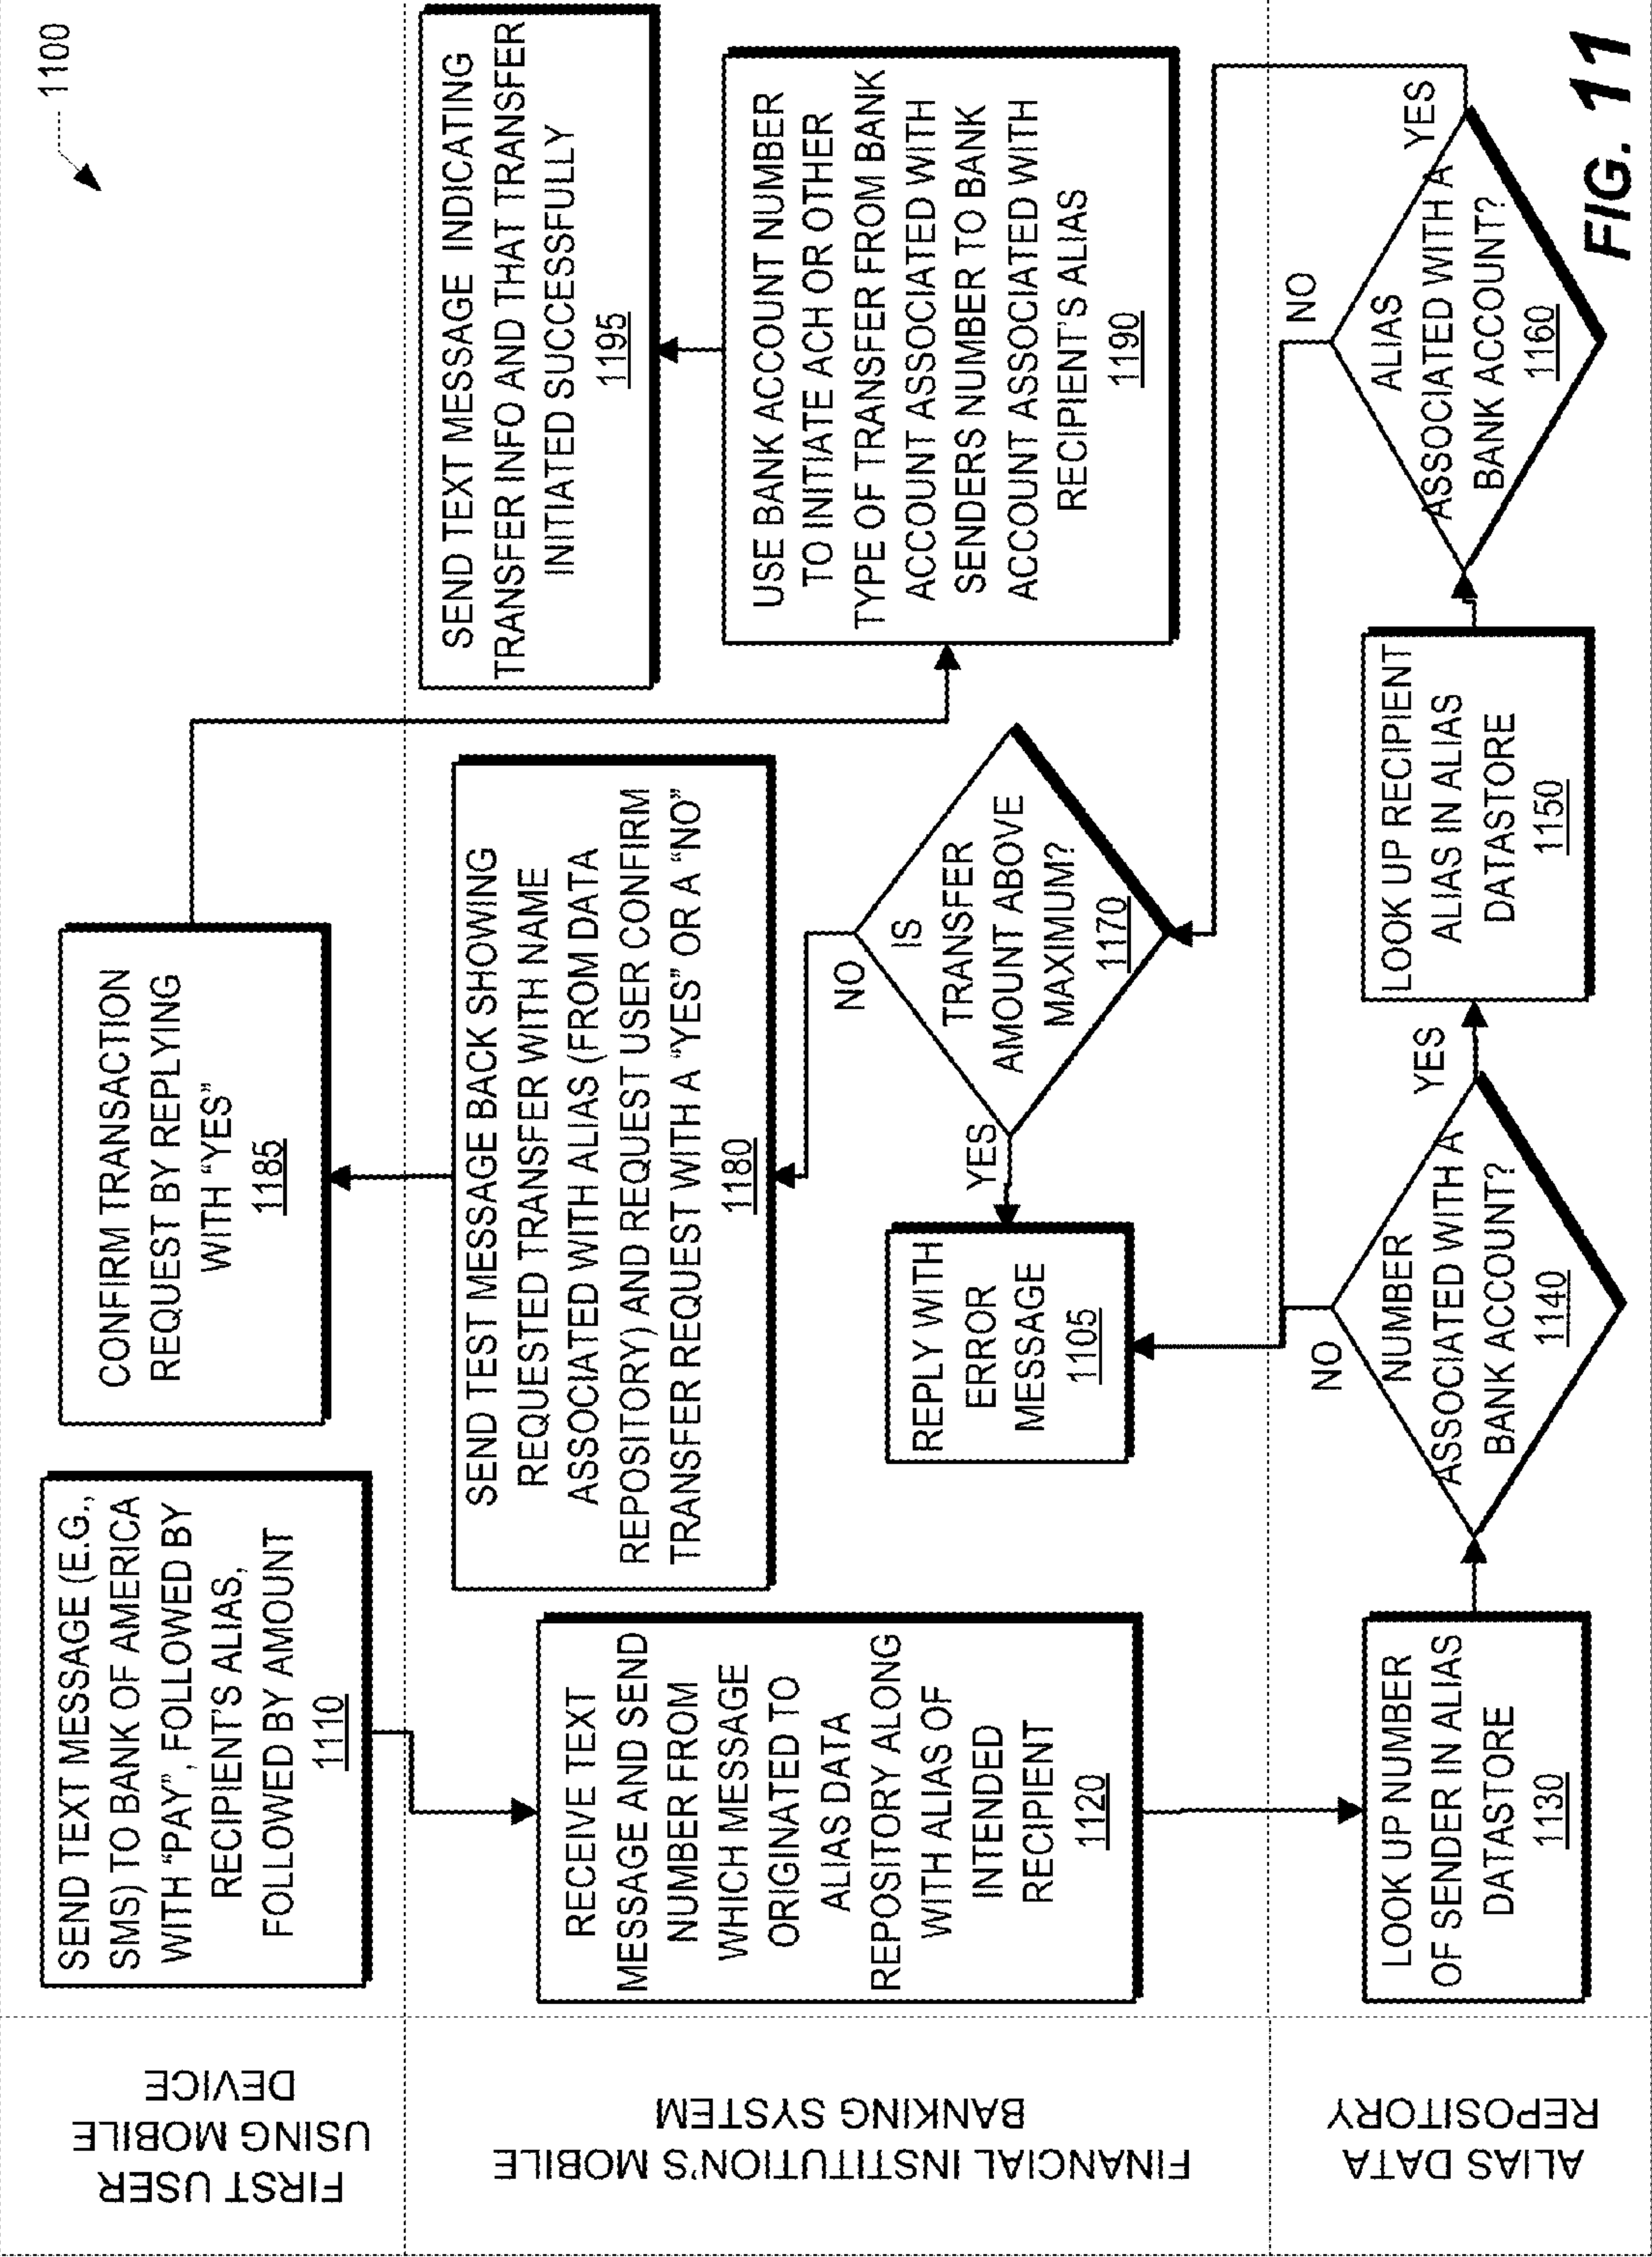 1100
FIRST USER
USING MOBILE
DEVICE
SEND TEXT MESSAGE (E.G.,
SMS) TO BANK OF AMERICA
WITH "PAY", FOLLOWED BY
RECIPIENT'S ALIAS,
FOLLOWED BY AMOUNT
1110
CONFIRM TRANSACTION
REQUEST BY REPLYING
WITH "YES"
1185
FINANCIAL INSTITUTION'S MOBILE
BANKING SYSTEM
RECEIVE TEXT
MESSAGE AND SEND
NUMBER FROM
WHICH MESSAGE
ORIGINATED TO
ALIAS DATA
REPOSITORY ALONG
WITH ALIAS OF
INTENDED
RECIPIENT
1120
SEND TEST MESSAGE BACK SHOWING
REQUESTED TRANSFER WITH NAME
ASSOCIATED WITH ALIAS (FROM DATA
REPOSITORY) AND REQUEST USER CONFIRM
TRANSFER REQUEST WITH A "YES" OR A "NO"
1180
REPLY WITH
ERROR
MESSAGE
1105
YES
NO
IS
TRANSFER
AMOUNT ABOVE
MAXIMUM?
1170
SEND TEXT MESSAGE INDICATING
TRANSFER INFO AND THAT TRANSFER
INITIATED SUCCESSFULLY
1195
USE BANK ACCOUNT NUMBER
TO INITIATE ACH OR OTHER
TYPE OF TRANSFER FROM BANK
ACCOUNT ASSOCIATED WITH
SENDERS NUMBER TO BANK
ACCOUNT ASSOCIATED WITH
RECIPIENT'S ALIAS
1190
ALIAS DATA
REPOSITORY
LOOK UP NUMBER
OF SENDER IN ALIAS
DATASTORE
1130
NO
NUMBER
ASSOCIATED WITH A
BANK ACCOUNT?
1140
YES
LOOK UP RECIPIENT
ALIAS IN ALIAS
DATASTORE
1150
NO
ALIAS
ASSOCIATED WITH A
BANK ACCOUNT?
1160
YES
FIG. 11